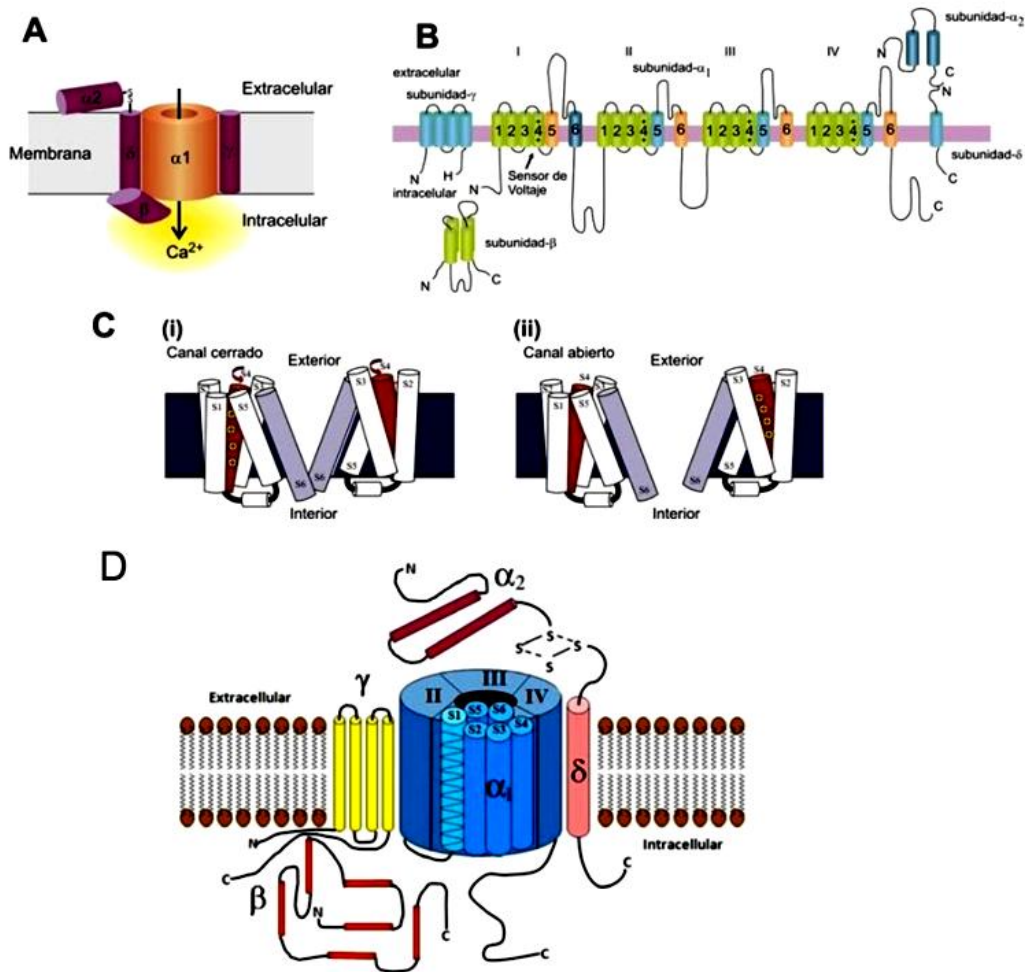 A
α2
S
S
δ
α1
γ
β
Extracelular
Membrana
Intracelular
Ca2+
B
I
II
III
IV
subunidad-α2
extracelular
subunidad-α1
subunidad-γ
N
C
N
1 2 3 4 5 6
1 2 3 4 5 6
1 2 3 4 5 6
1 2 3 4 5 6
+
+
+
+
+
+
+
+
Sensor de
Voltaje
subunidad-δ
N
H
intracelular
N
C
C
subunidad-β
N
C
C
(i)
Canal cerrado
Exterior
S4
S1
S5
S6
S3
S4
S2
S6
S5
Interior
(ii)
Canal abierto
Exterior
S4
S1
S5
S6
S3
S4
S2
S5
S6
Interior
D
N
α2
S
S
S
S
γ
Extracellular
II
III
IV
S1
S5
S6
S2
S3
S4
α1
δ
Intracellular
N
C
β
N
C
C
C